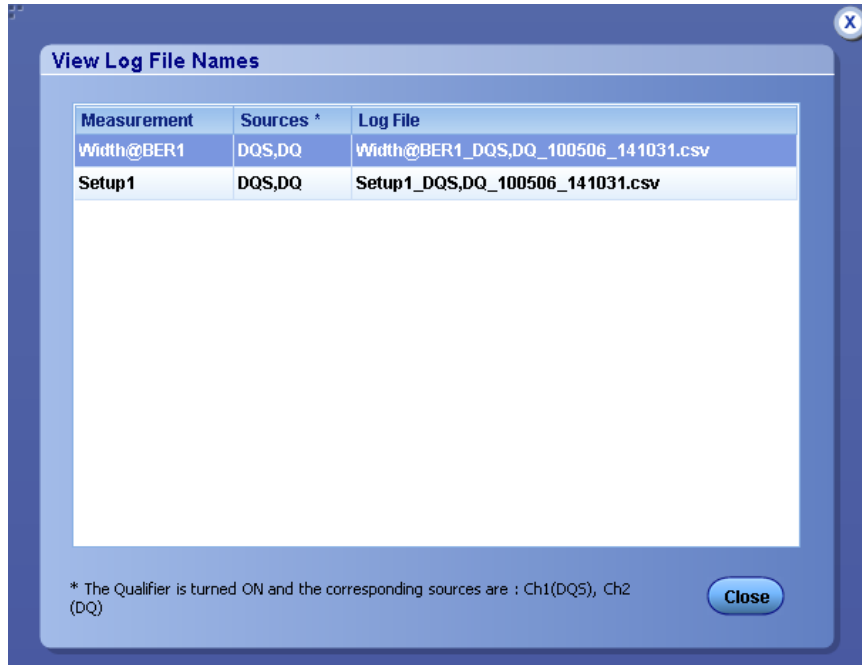 X
View Log File Names
Measurement Sources * Log File
Width@BER1 DQS,DQ Width@BER1_DQS,DQ_100506_141031.csv
Setup1 DQS,DQ Setup1_DQS,DQ_100506_141031.csv
* The Qualifier is turned ON and the corresponding sources are : Ch1(DQS), Ch2
(DQ)
Close